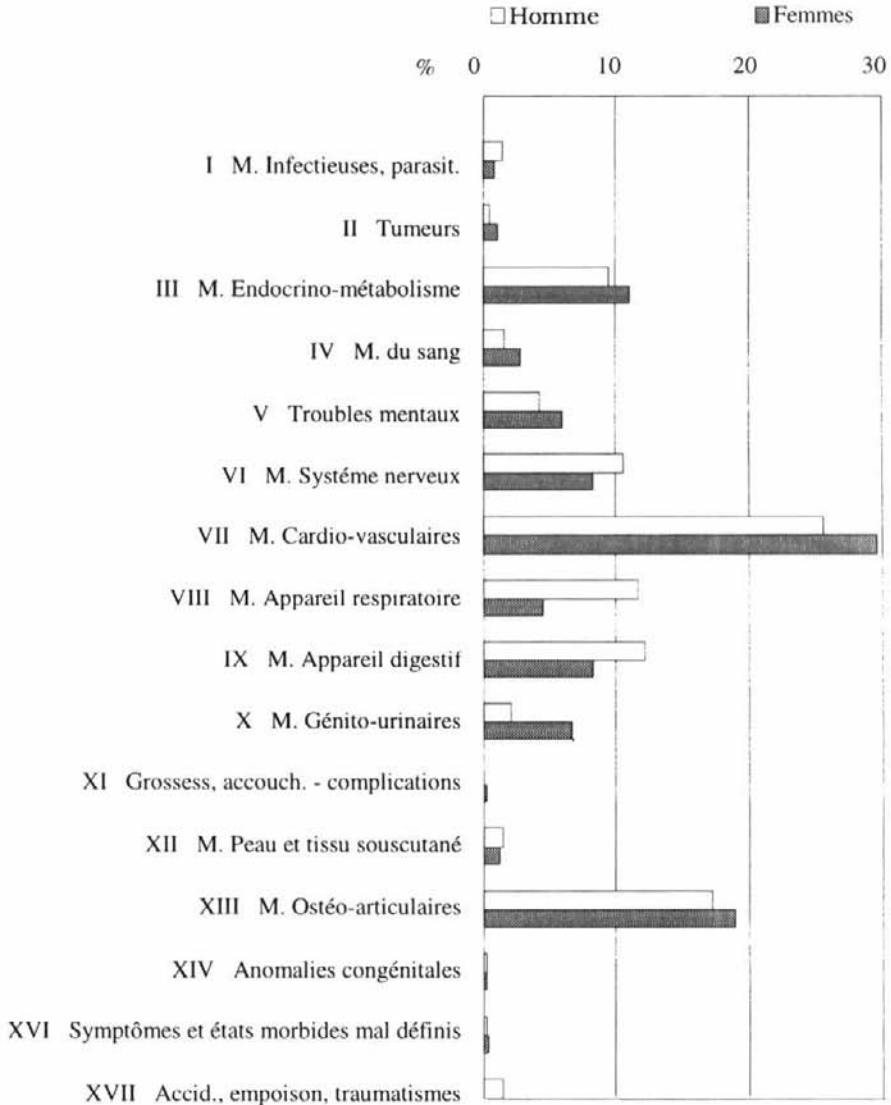 Homme Femmes
% 0 10 20 30
I M. Infectieuses, parasit.
II Tumeurs
III M. Endocrino-métabolisme
IV M. du sang
V Troubles mentaux
VI M. Systéme nerveux
VII M. Cardio-vasculaires
VIII M. Appareil respiratoire
IX M. Appareil digestif
X M. Génito-urinaires
XI Grossess, accouch. - complications
XII M. Peau et tissu souscutané
XIII M. Ostéo-articulaires
XIV Anomalies congénitales
XVI Symptômes et états morbides mal définis
XVII Accid., empoison, traumatismes